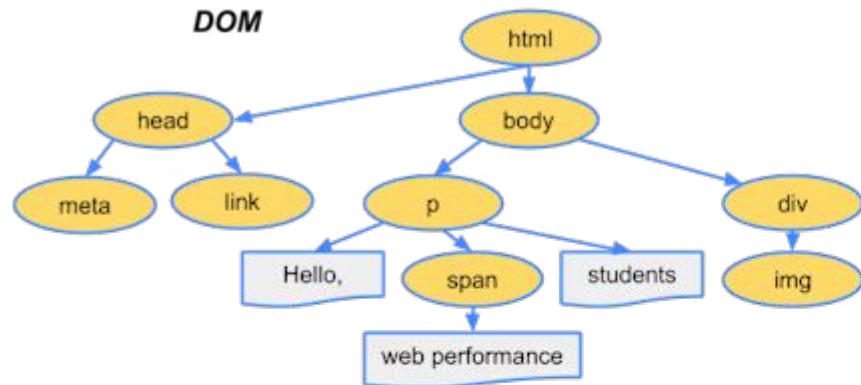 DOM
html
head
body
meta
link
p
div
Hello,
span
students
img
web performance